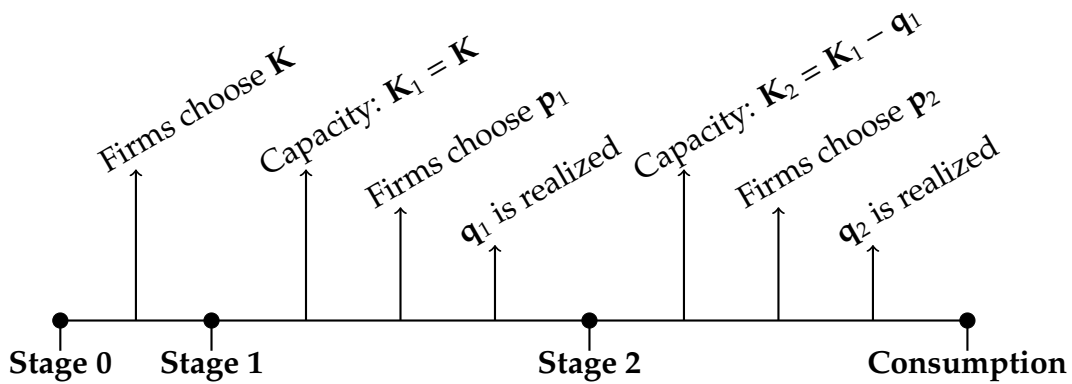 Firms choose K
Capacity: K₁ = K
Firms choose p₁
q₁ is realized
Capacity: K₂ = K₁ − q₁
Firms choose p₂
q₂ is realized
Stage 0
Stage 1
Stage 2
Consumption